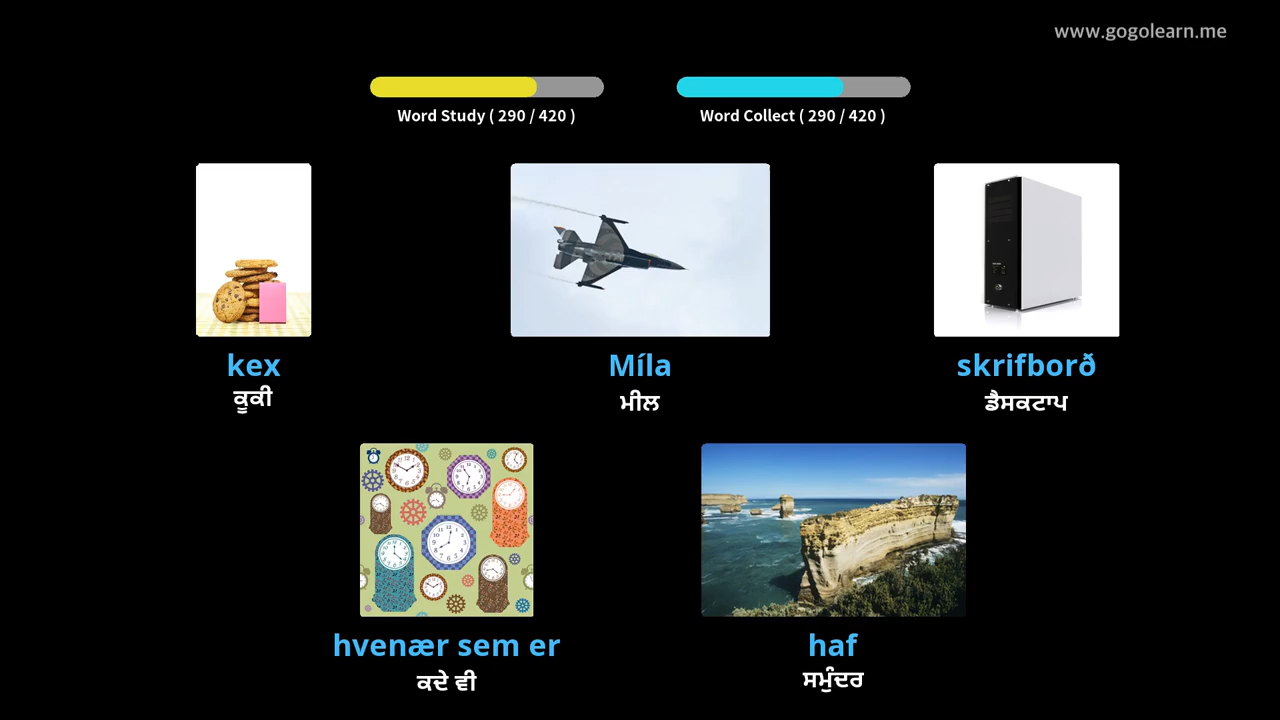 www.gogolearn.me
Word Study ( 290 / 420 )
Word Collect ( 290 / 420 )
kex
ਕੂਕੀ
Míla
ਮੀਲ
skrifborð
ਡੈਸਕਟਾਪ
hvenær sem er
ਕਦੇ ਵੀ
haf
ਸਮੁੰਦਰ